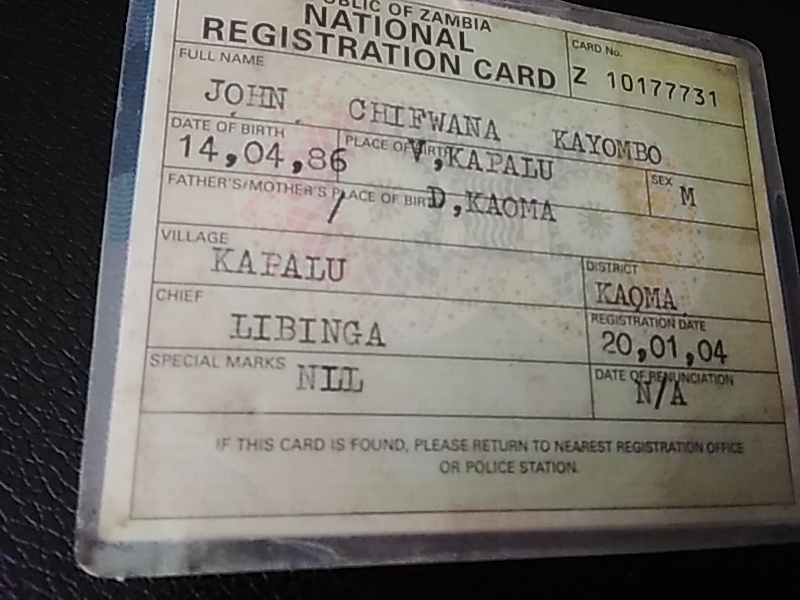 PUBLIC OF ZAMBIA
NATIONAL
REGISTRATION CARD
CARD No.
Z 10177731
FULL NAME
JOHN CHIFWANA KAYOMBO
DATE OF BIRTH
14,04,86
PLACE OF BIRTH
V,KAPALU
SEX
M
FATHER'S/MOTHER'S PLACE OF BIRTH
/ D,KAOMA
VILLAGE
KAPALU
DISTRICT
KAOMA
CHIEF
LIBINGA
REGISTRATION DATE
20,01,04
SPECIAL MARKS
NIL
DATE OF RENUNCIATION
N/A
IF THIS CARD IS FOUND, PLEASE RETURN TO NEAREST REGISTRATION OFFICE
OR POLICE STATION.